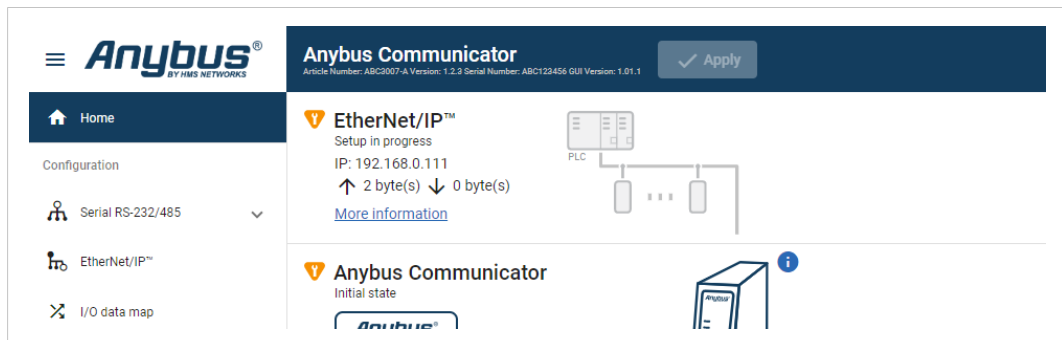 Anybus®
BY HMS NETWORKS
Anybus Communicator
Article Number: ABC3007-A Version: 1.2.3 Serial Number: ABC123456 GUI Version: 1.01.1
Apply
Home
Configuration
Serial RS-232/485
EtherNet/IP™
I/O data map
EtherNet/IP™
Setup in progress
IP: 192.168.0.111
2 byte(s) 0 byte(s)
More information
PLC
Anybus Communicator
Initial state
Anybus®
Anybus